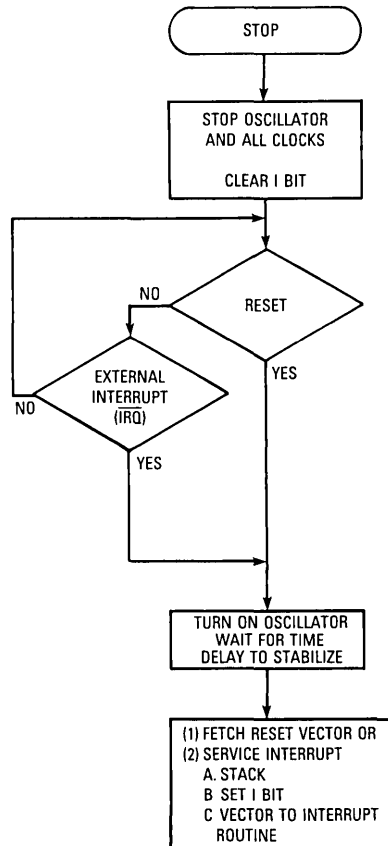 STOP
STOP OSCILLATOR
AND ALL CLOCKS
CLEAR I BIT
NO
RESET
YES
EXTERNAL
INTERRUPT
(I̅R̅Q̅)
NO
YES
TURN ON OSCILLATOR
WAIT FOR TIME
DELAY TO STABILIZE
(1) FETCH RESET VECTOR OR
(2) SERVICE INTERRUPT
A. STACK
B SET I BIT
C VECTOR TO INTERRUPT
ROUTINE